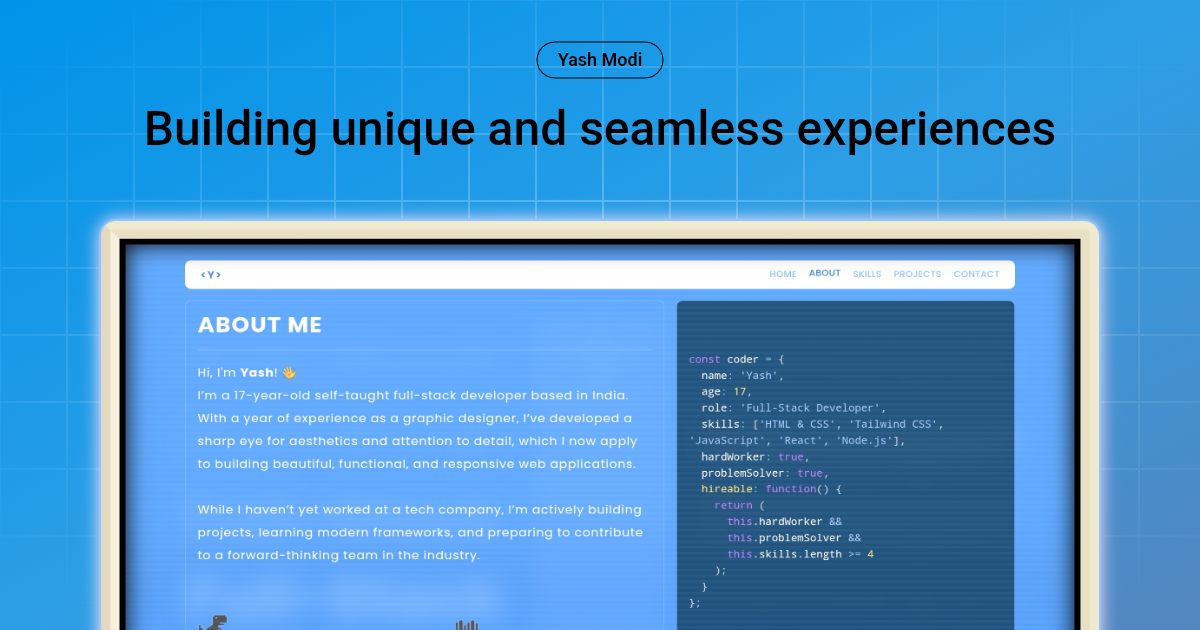 Yash Modi
Building unique and seamless experiences
<Y>
HOME ABOUT SKILLS PROJECTS CONTACT
ABOUT ME
Hi, I'm Yash! 👋
I'm a 17-year-old self-taught full-stack developer based in India.
With a year of experience as a graphic designer, I've developed a
sharp eye for aesthetics and attention to detail, which I now apply
to building beautiful, functional, and responsive web applications.
While I haven't yet worked at a tech company, I'm actively building
projects, learning modern frameworks, and preparing to contribute
to a forward-thinking team in the industry.
const coder = {
name: 'Yash',
age: 17,
role: 'Full-Stack Developer',
skills: ['HTML & CSS', 'Tailwind CSS',
'JavaScript', 'React', 'Node.js'],
hardWorker: true,
problemSolver: true,
hireable: function() {
return (
this.hardWorker &&
this.problemSolver &&
this.skills.length >= 4
);
}
};